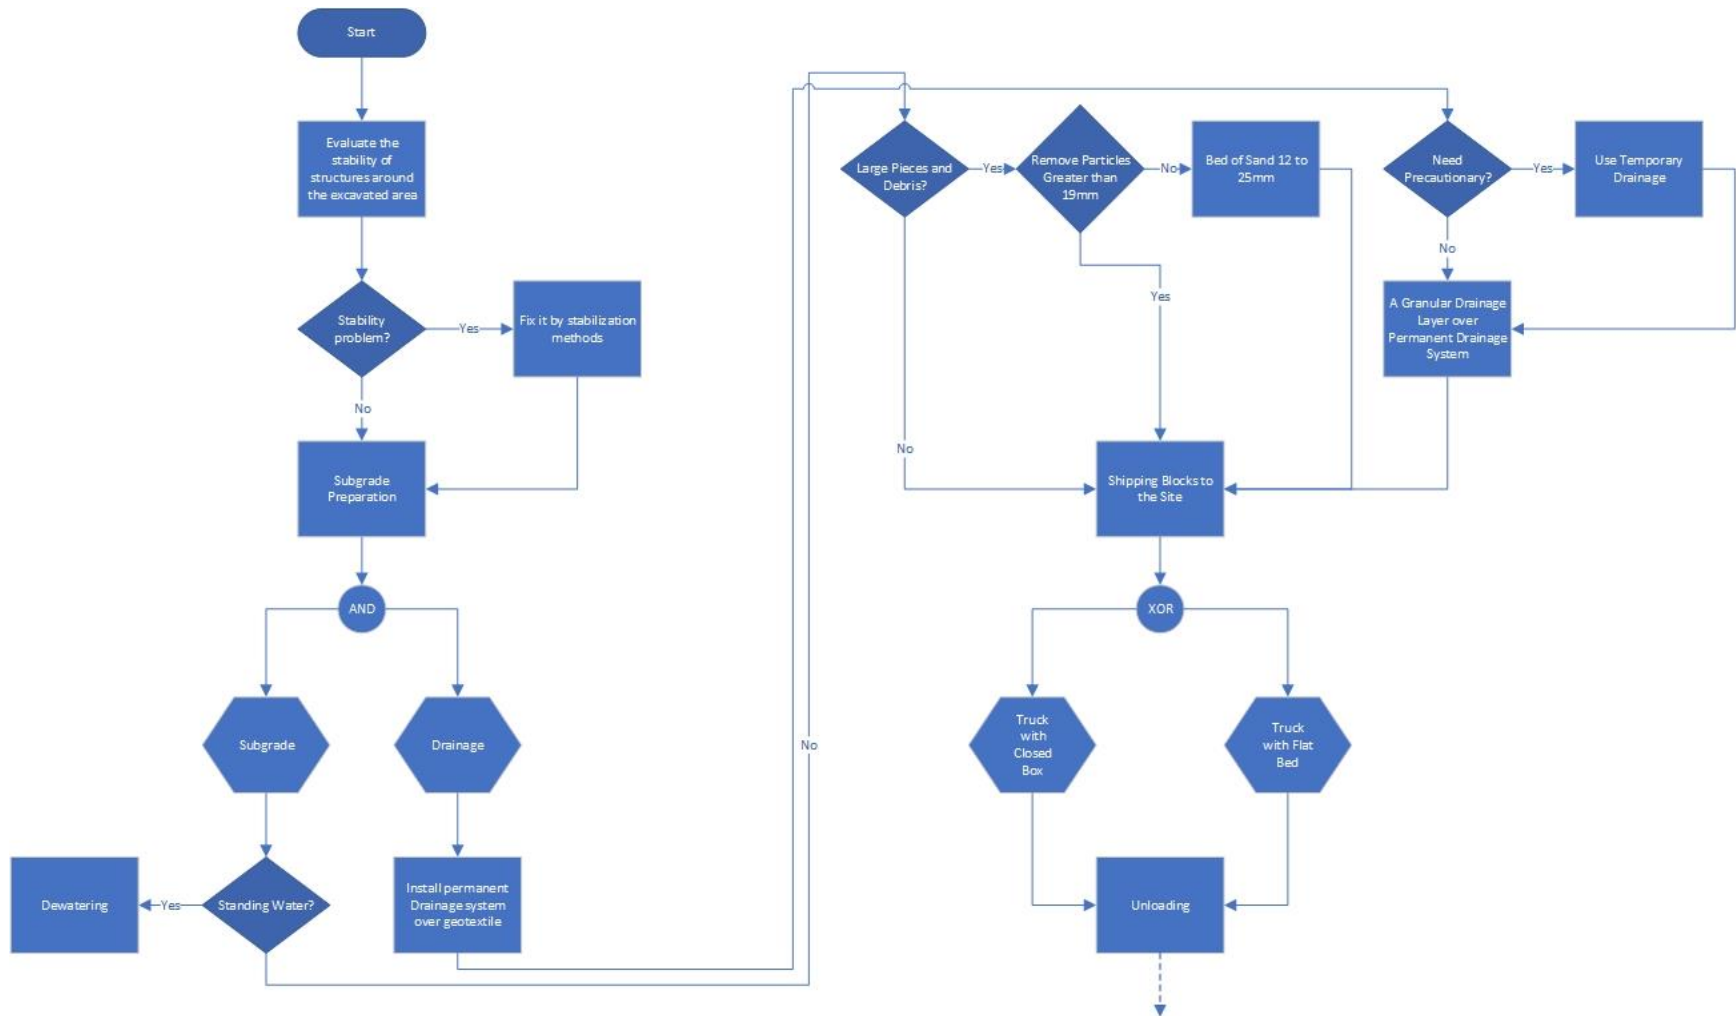 Start
Evaluate the
stability of
structures around
the excavated area
Stability
problem?
Yes
Fix it by stabilization
methods
No
Subgrade
Preparation
AND
Subgrade
Drainage
Dewatering
Yes
Standing Water?
Install permanent
Drainage system
over geotextile
No
Large Pieces and
Debris?
Yes
Remove Particles
Greater than
19mm
No
Bed of Sand 12 to
25mm
Need
Precautionary?
Yes
Use Temporary
Drainage
No
A Granular Drainage
Layer over
Permanent Drainage
System
Yes
No
Shipping Blocks to
the Site
XOR
Truck
with
Closed
Box
Truck
with Flat
Bed
Unloading